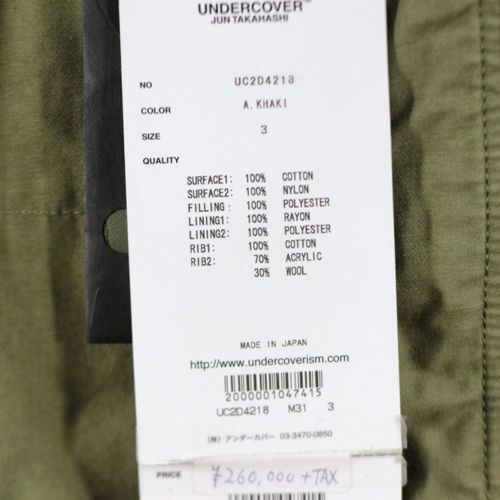 UNDERCOVER®
JUN TAKAHASHI
NO UC2D4218
COLOR A.KHAKI
SIZE 3
QUALITY
SURFACE1: 100% COTTON
SURFACE2: 100% NYLON
FILLING : 100% POLYESTER
LINING1: 100% RAYON
LINING2: 100% POLYESTER
RIB1: 100% COTTON
RIB2: 70% ACRYLIC
30% WOOL
MADE IN JAPAN
http://www.undercoverism.com
2000001047415
UC2D4218 M31 3
(株) アンダーカバー 03-3470-0850
PRICE ¥260,000+TAX